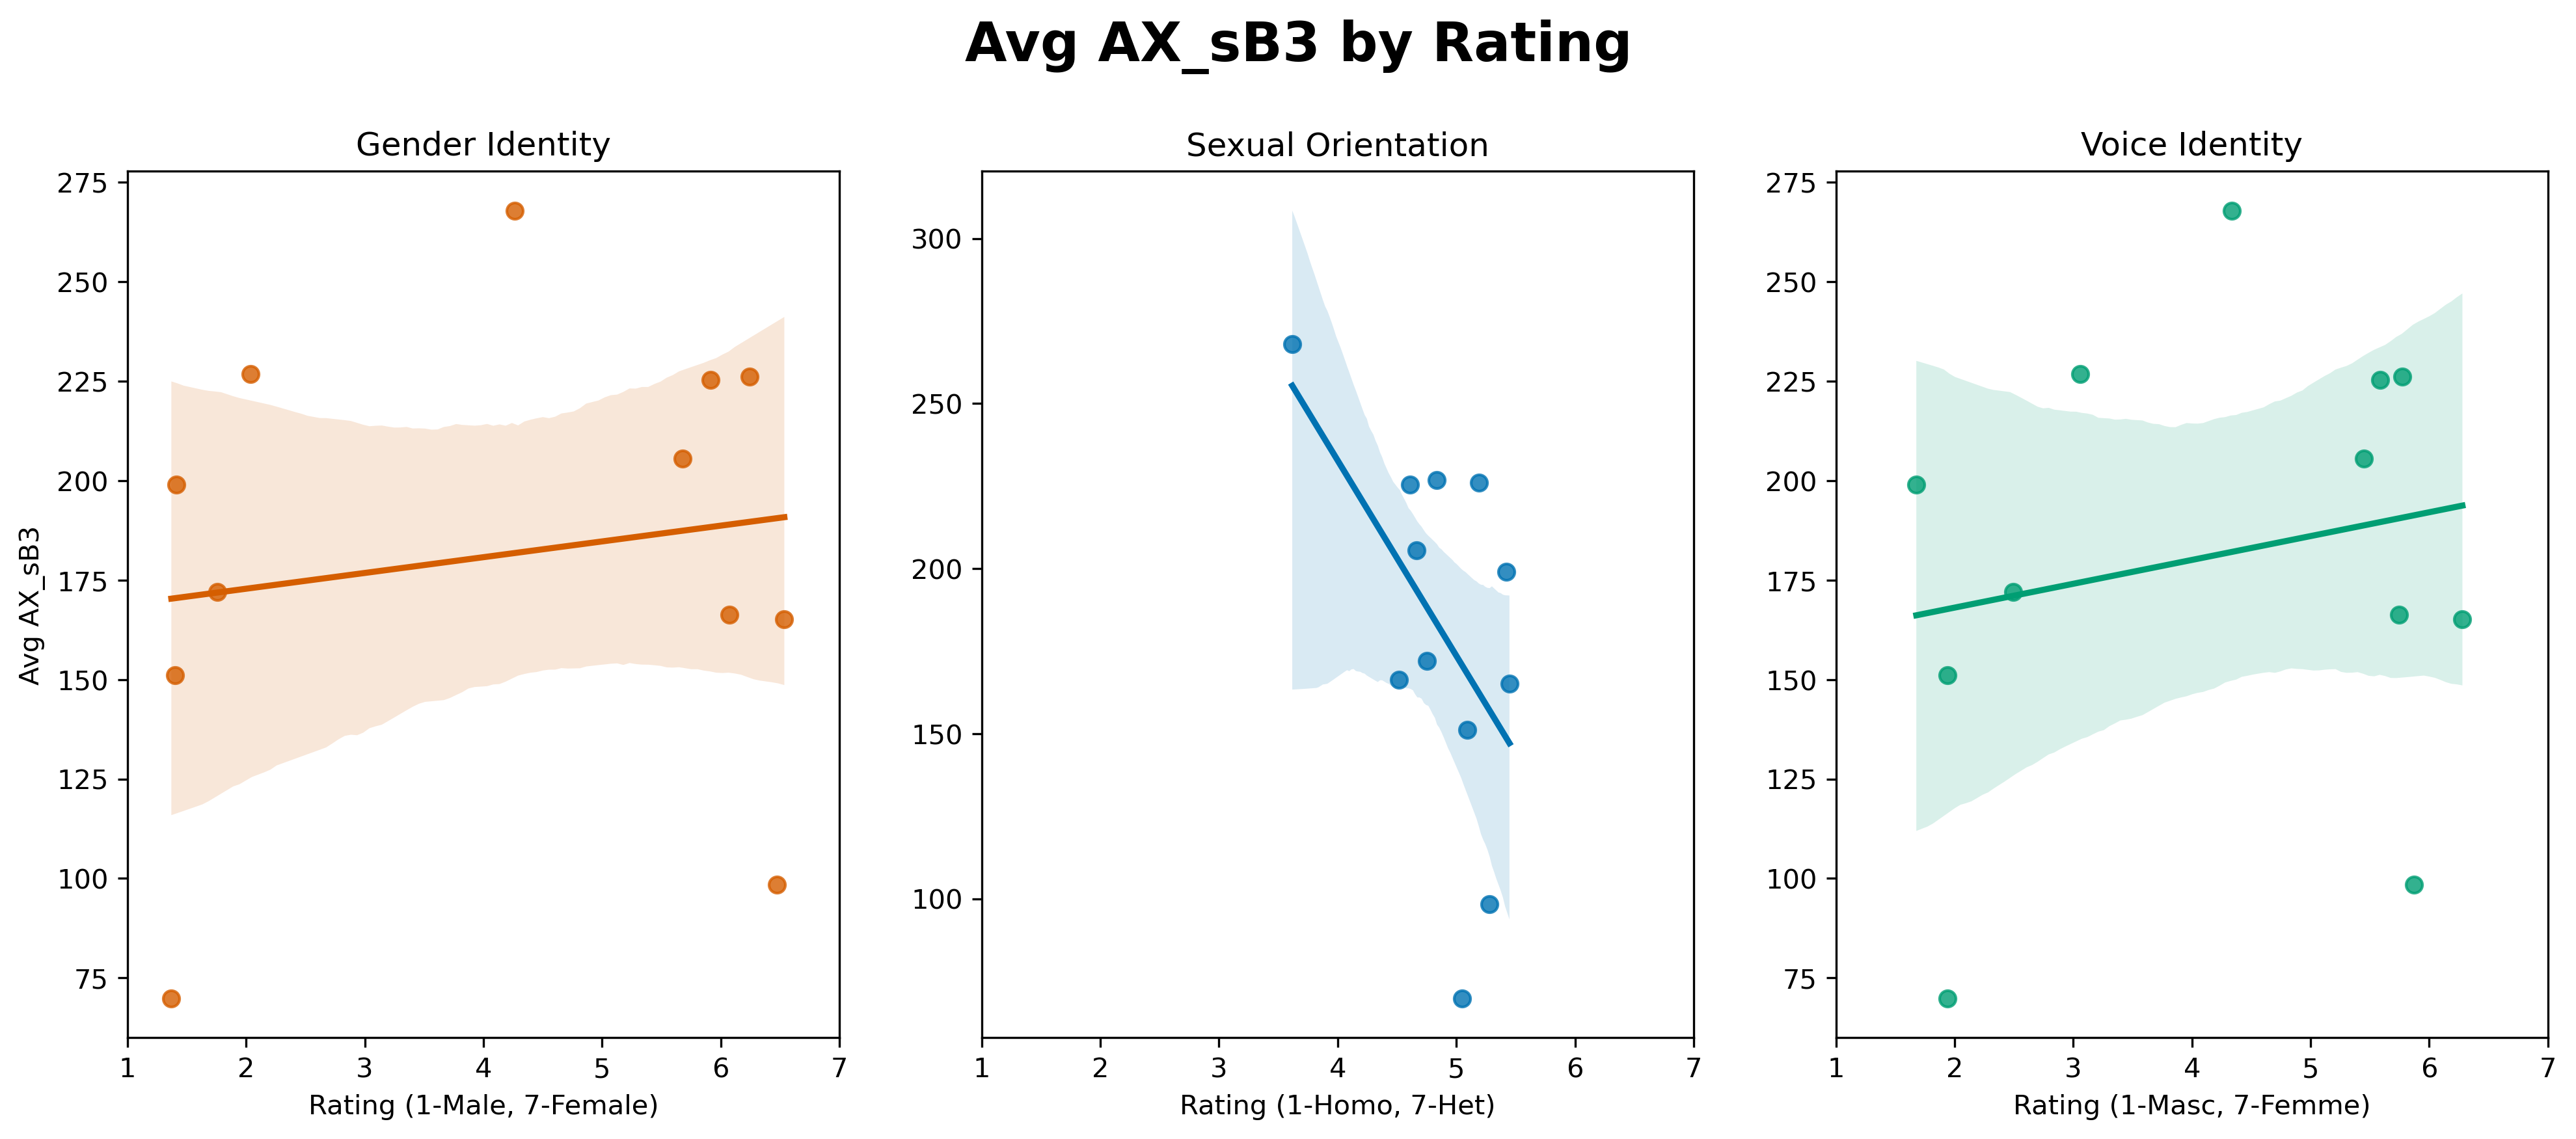 Avg AX_sB3 by Rating
Gender Identity
Sexual Orientation
Voice Identity
Avg AX_sB3
275
250
225
200
175
150
125
100
75
1 2 3 4 5 6 7
Rating (1-Male, 7-Female)
300
250
200
150
100
1 2 3 4 5 6 7
Rating (1-Homo, 7-Het)
275
250
225
200
175
150
125
100
75
1 2 3 4 5 6 7
Rating (1-Masc, 7-Femme)